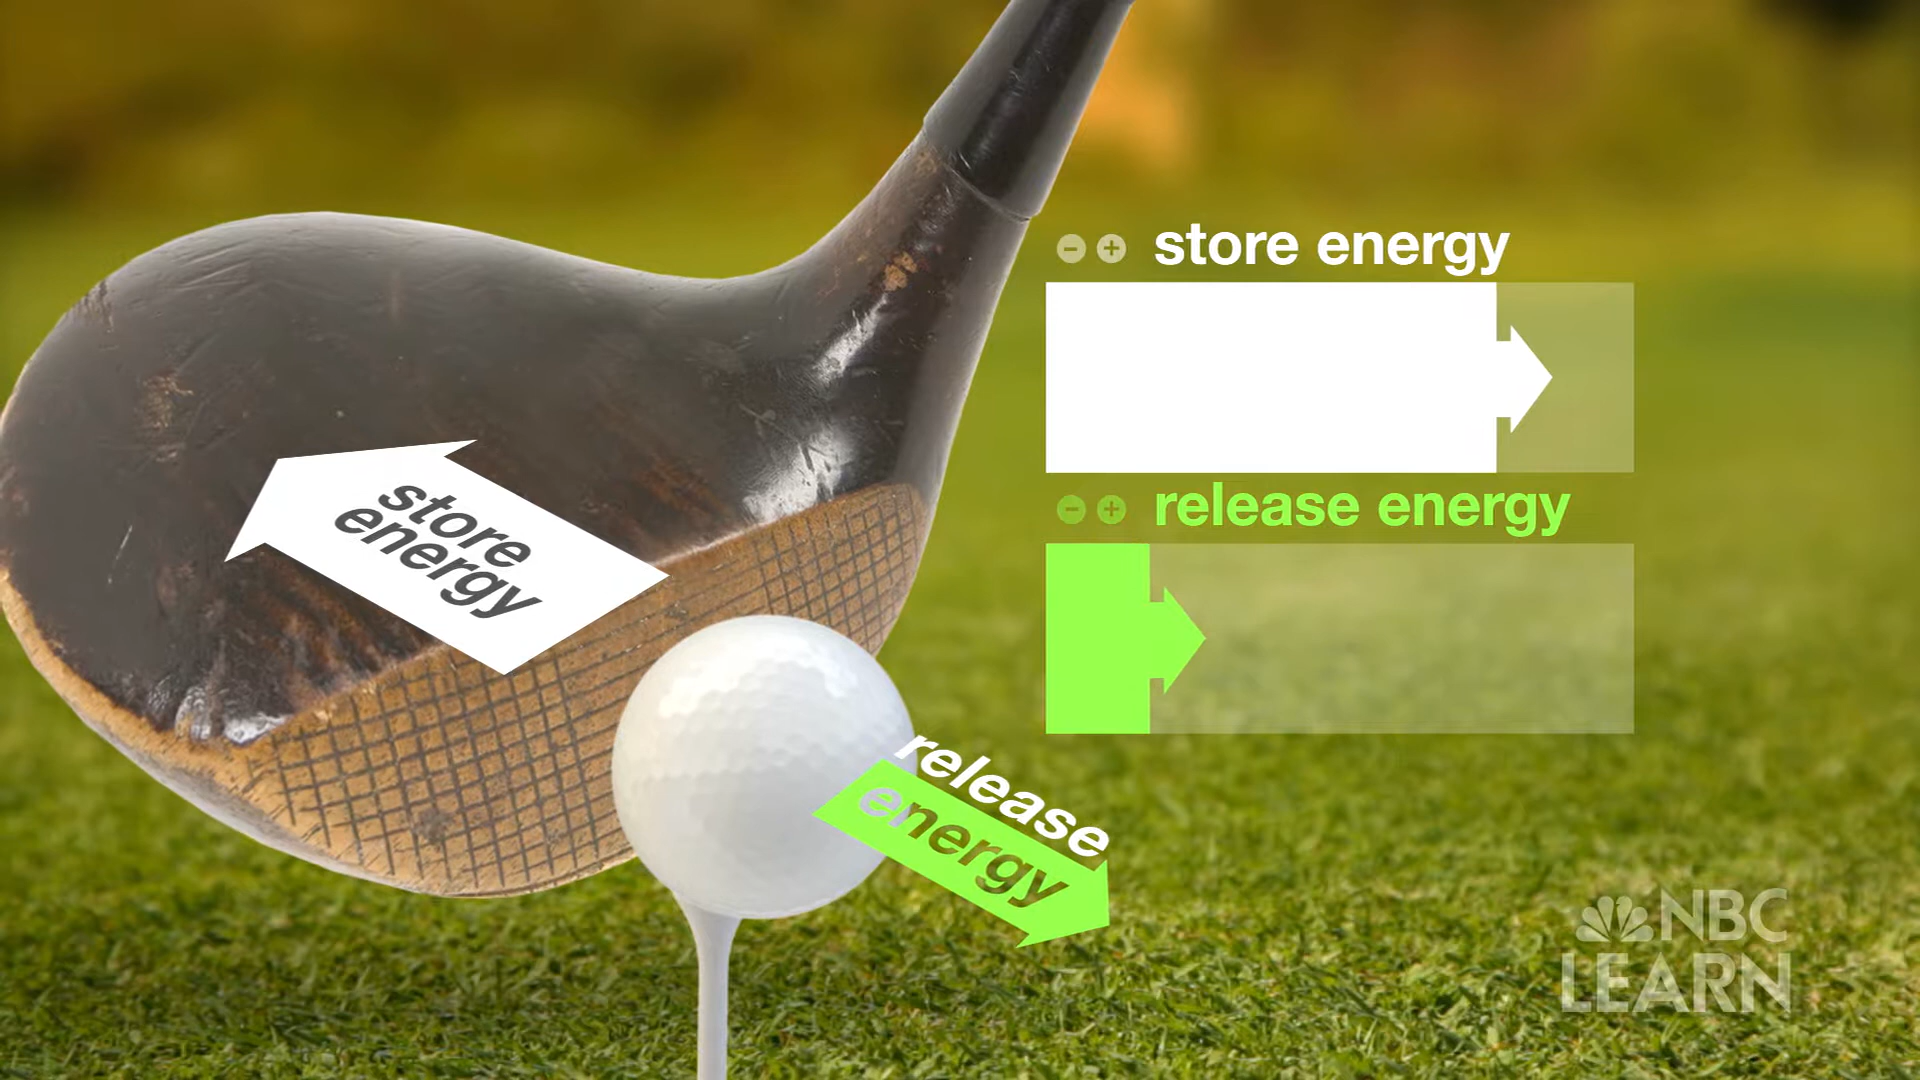 store energy
release energy
store
energy
release
energy
NBC
LEARN